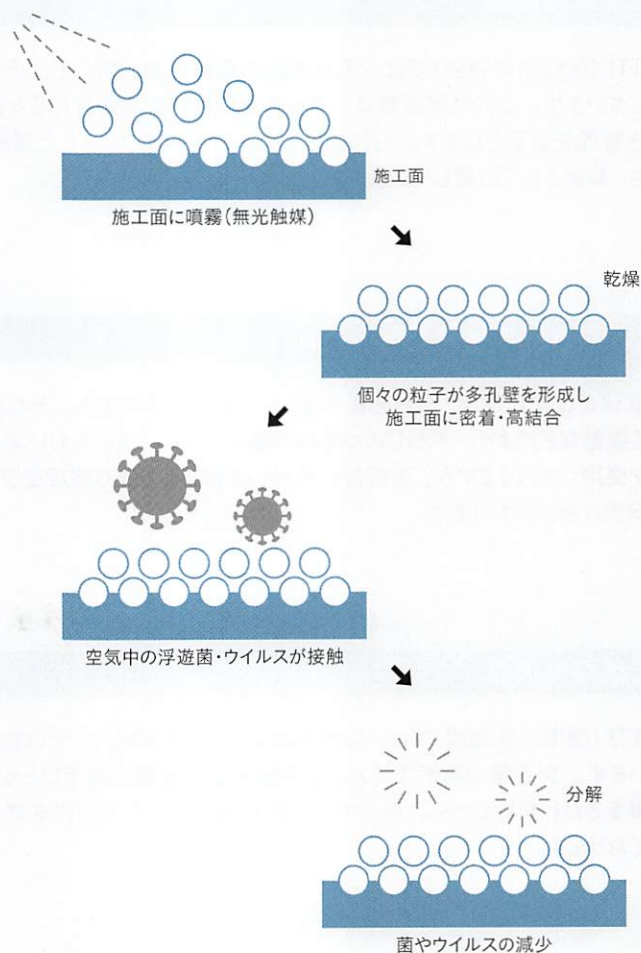 施工面
施工面に噴霧（無光触媒）
乾燥
個々の粒子が多孔壁を形成し
施工面に密着・高結合
空気中の浮遊菌・ウイルスが接触
分解
菌やウイルスの減少